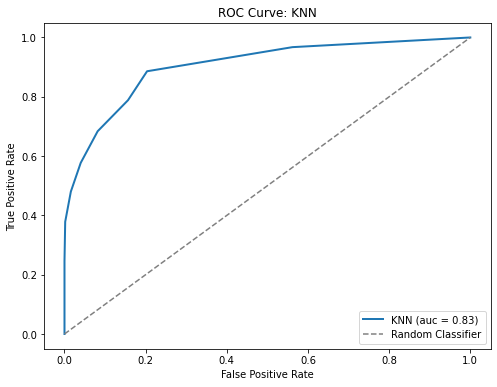 ROC Curve: KNN
1.0
0.8
0.6
0.4
0.2
0.0
True Positive Rate
0.0 0.2 0.4 0.6 0.8 1.0
False Positive Rate
KNN (auc = 0.83)
Random Classifier